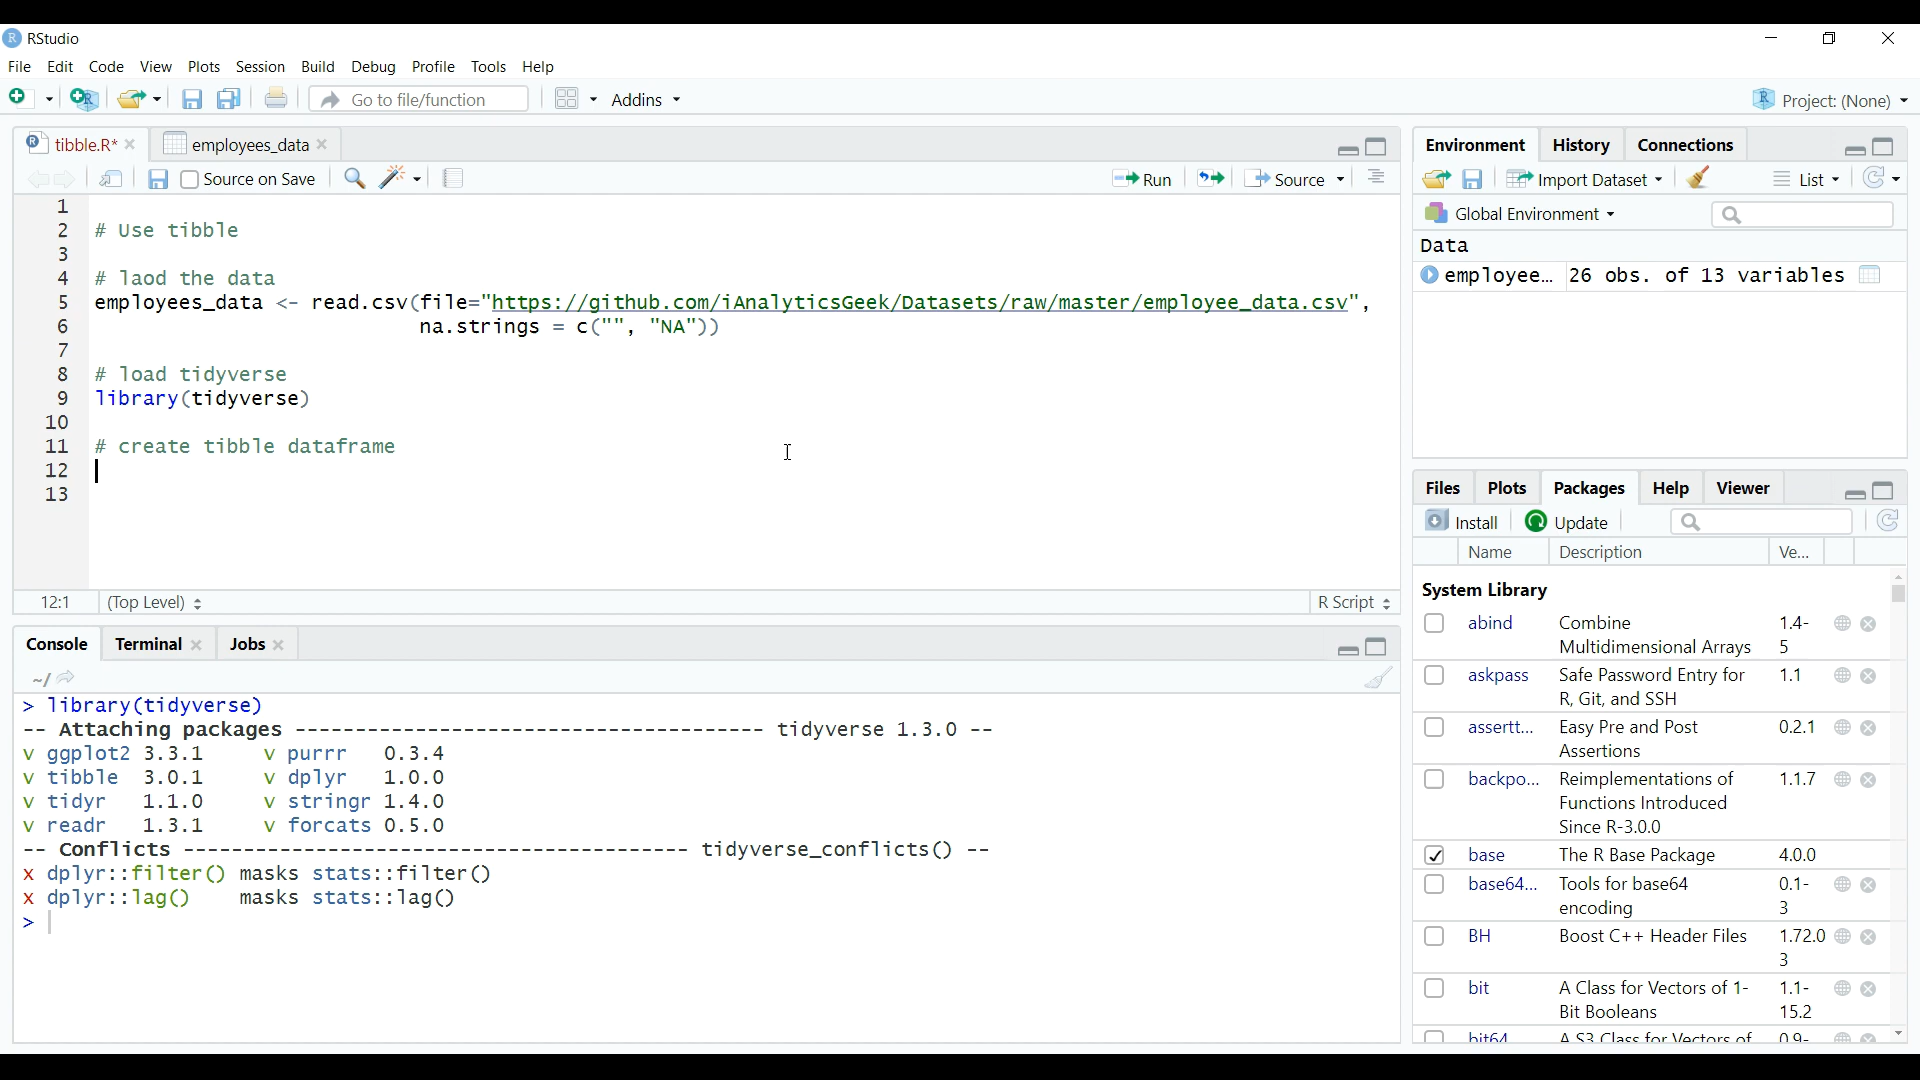 RStudio
File Edit Code View Plots Session Build Debug Profile Tools Help
Go to file/function Addins Project: (None)
tibble.R* employees_data
Source on Save Run Source
1
2 # Use tibble
3
4 # laod the data
5 employees_data <- read.csv(file="https://github.com/iAnalyticsGeek/Datasets/raw/master/employee_data.csv",
6 na.strings = c("", "NA"))
7
8 # load tidyverse
9 library(tidyverse)
10
11 # create tibble dataframe
12
13
12:1 (Top Level) R Script
Console Terminal Jobs
~/
> library(tidyverse)
-- Attaching packages --------------------------------------- tidyverse 1.3.0 --
v ggplot2 3.3.1 v purrr 0.3.4
v tibble 3.0.1 v dplyr 1.0.0
v tidyr 1.1.0 v stringr 1.4.0
v readr 1.3.1 v forcats 0.5.0
-- Conflicts ------------------------------------------ tidyverse_conflicts() --
x dplyr::filter() masks stats::filter()
x dplyr::lag() masks stats::lag()
>
Environment History Connections
Import Dataset List
Global Environment
Data
employee… 26 obs. of 13 variables
Files Plots Packages Help Viewer
Install Update
Name Description Ve...
System Library
abind Combine 1.4-
Multidimensional Arrays 5
askpass Safe Password Entry for 1.1
R, Git, and SSH
assertt... Easy Pre and Post 0.2.1
Assertions
backpo... Reimplementations of 1.1.7
Functions Introduced
Since R-3.0.0
base The R Base Package 4.0.0
base64... Tools for base64 0.1-
encoding 3
BH Boost C++ Header Files 1.72.0
3
bit A Class for Vectors of 1- 1.1-
Bit Booleans 15.2
bit64 A S3 Class for Vectors of 0.9-